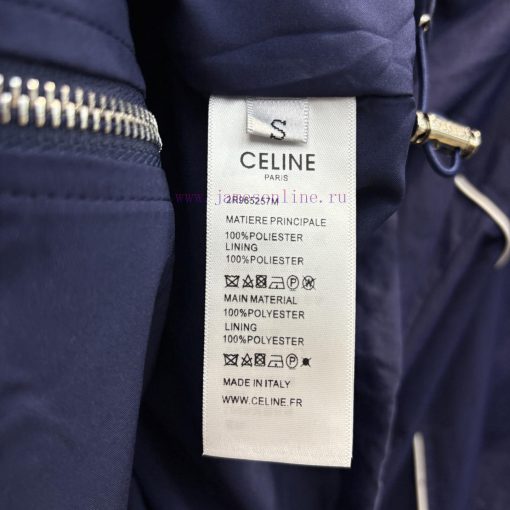 S
CELINE
PARIS
2R965257M
www.jamesonline.ru
MATIERE PRINCIPALE
100%POLIESTER
LINING
100%POLIESTER
MAIN MATERIAL
100%POLYESTER
LINING
100%POLYESTER
MADE IN ITALY
WWW.CELINE.FR